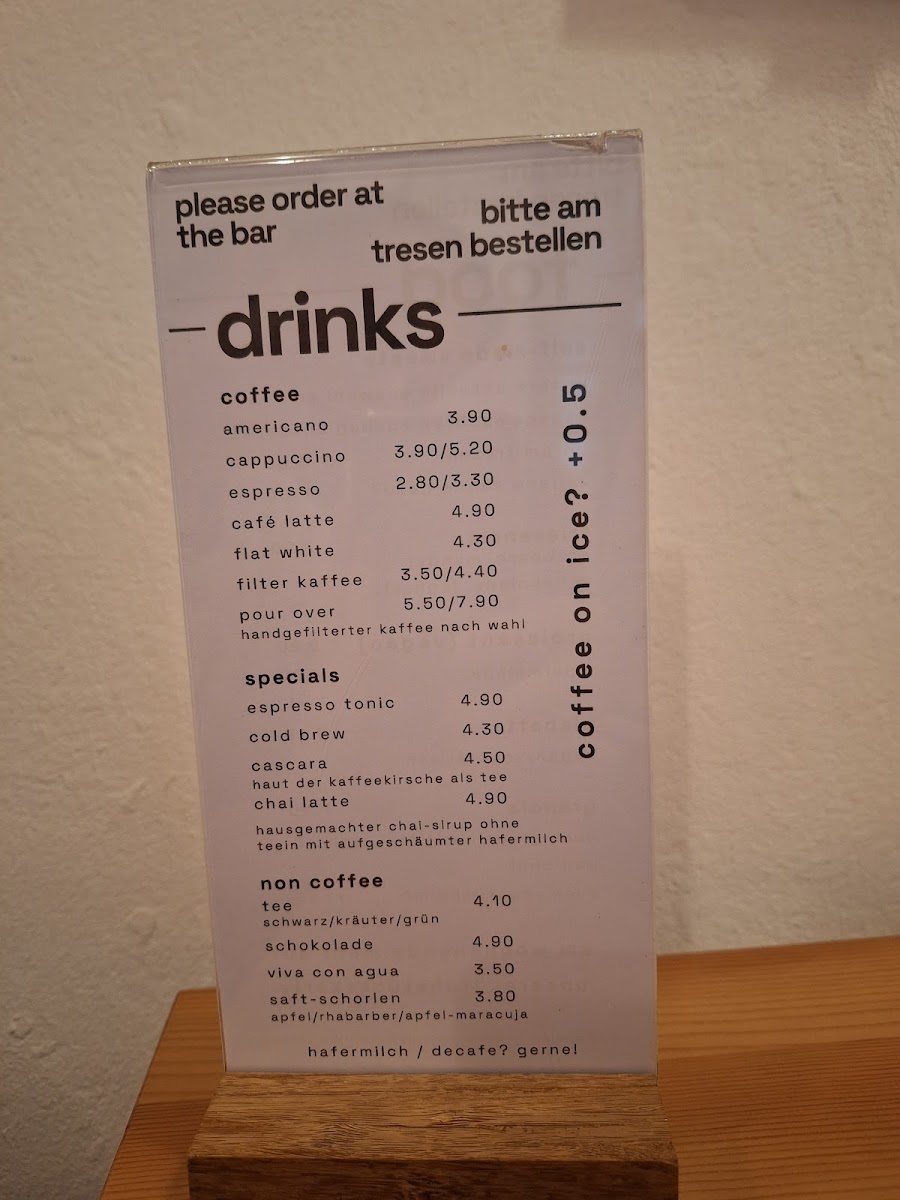 please order at
the bar
bitte am
tresen bestellen
drinks
coffee
americano 3.90
cappuccino 3.90/5.20
espresso 2.80/3.30
café latte 4.90
flat white 4.30
filter kaffee 3.50/4.40
pour over 5.50/7.90
handgefilterter kaffee nach wahl
coffee on ice? +0.5
specials
espresso tonic 4.90
cold brew 4.30
cascara 4.50
haut der kaffeekirsche als tee
chai latte 4.90
hausgemachter chai-sirup ohne
teein mit aufgeschäumter hafermilch
non coffee
tee 4.10
schwarz/kräuter/grün
schokolade 4.90
viva con agua 3.50
saft-schorlen 3.80
apfel/rhabarber/apfel-maracuja
hafermilch / decafe? gerne!